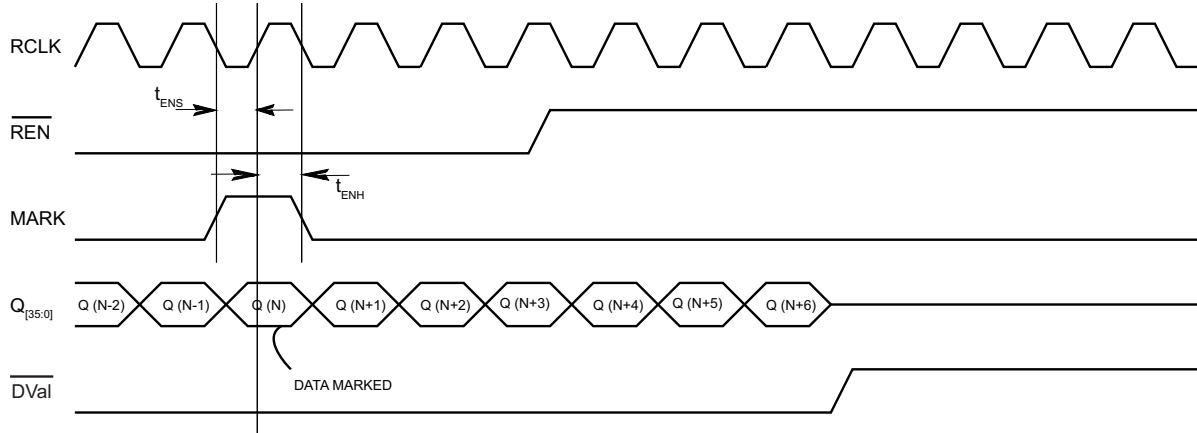 RCLK
tENS
REN
tENH
MARK
Q[35:0]
Q (N-2)
Q (N-1)
Q (N)
Q (N+1)
Q (N+2)
Q (N+3)
Q (N+4)
Q (N+5)
Q (N+6)
DATA MARKED
DVal